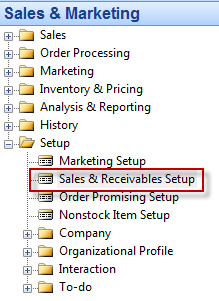 Sales & Marketing
Sales
Order Processing
Marketing
Inventory & Pricing
Analysis & Reporting
History
Setup
Marketing Setup
Sales & Receivables Setup
Order Promising Setup
Nonstock Item Setup
Company
Organizational Profile
Interaction
To-do